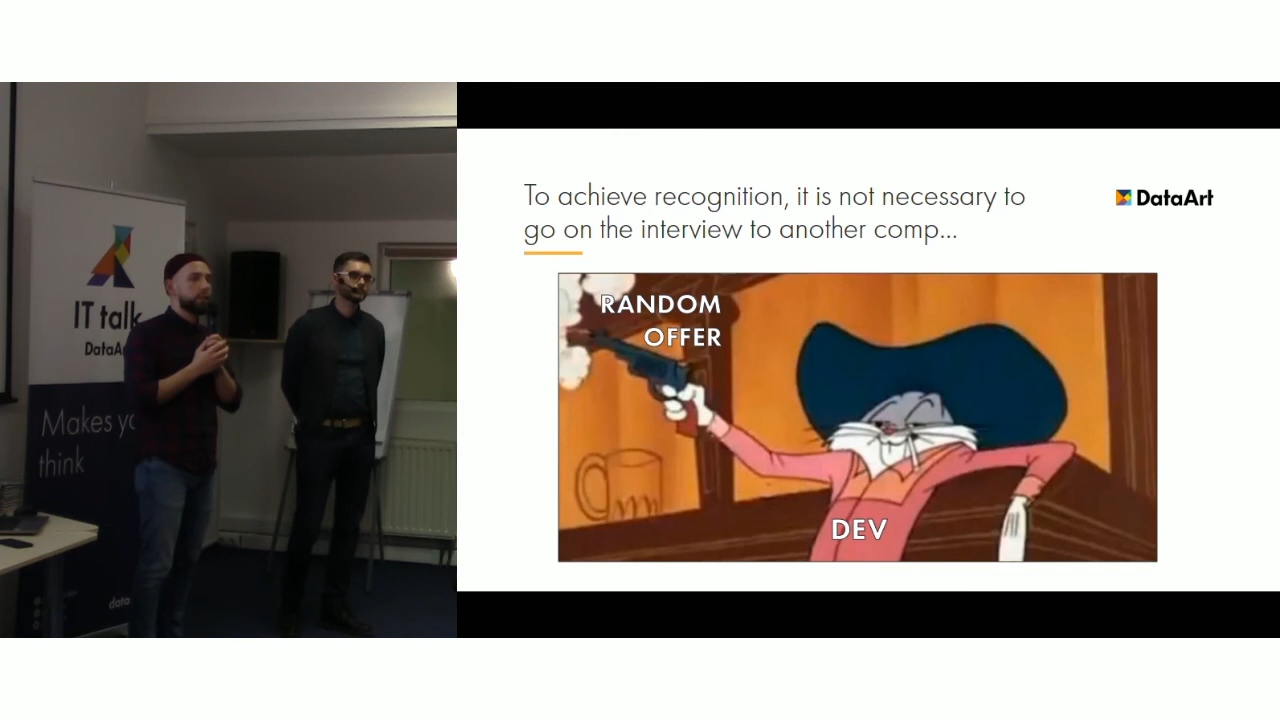 IT talk
DataA
Makes yo
think
data
To achieve recognition, it is not necessary to
go on the interview to another comp...
DataArt
RANDOM
OFFER
DEV